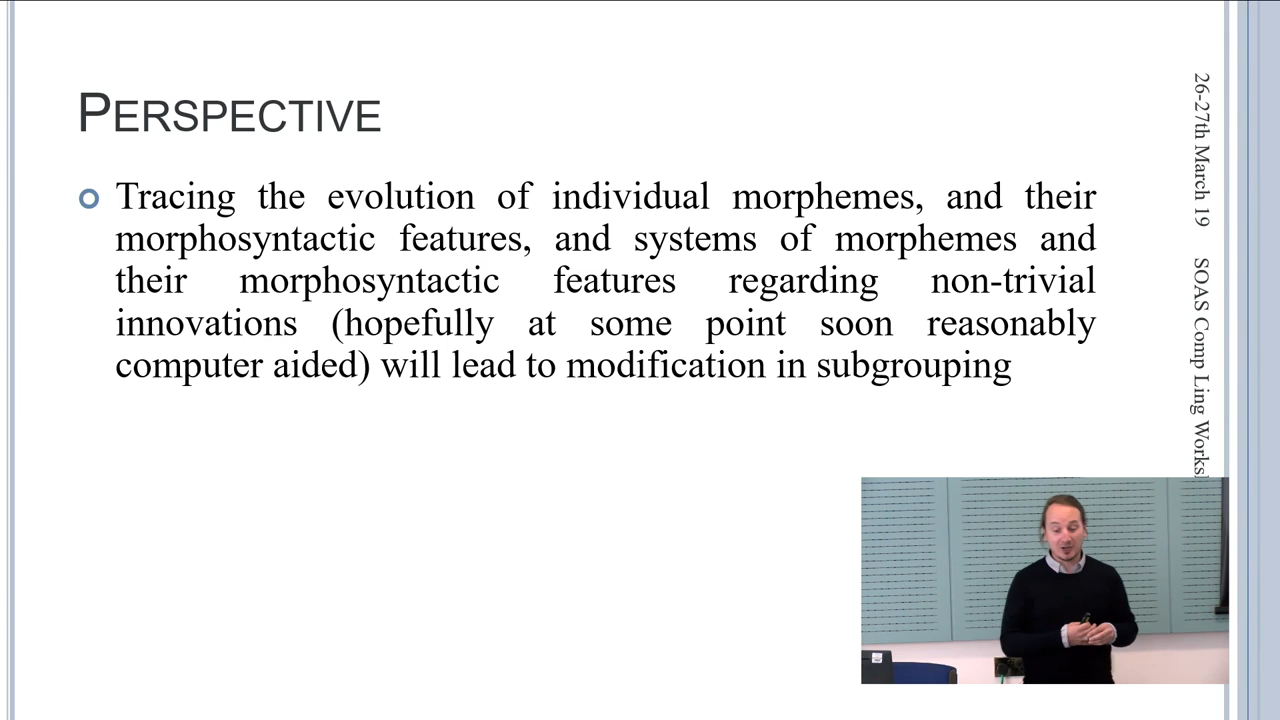 PERSPECTIVE
Tracing the evolution of individual morphemes, and their
morphosyntactic features, and systems of morphemes and
their morphosyntactic features regarding non-trivial
innovations (hopefully at some point soon reasonably
computer aided) will lead to modification in subgrouping
26-27th March 19 SOAS Comp Ling